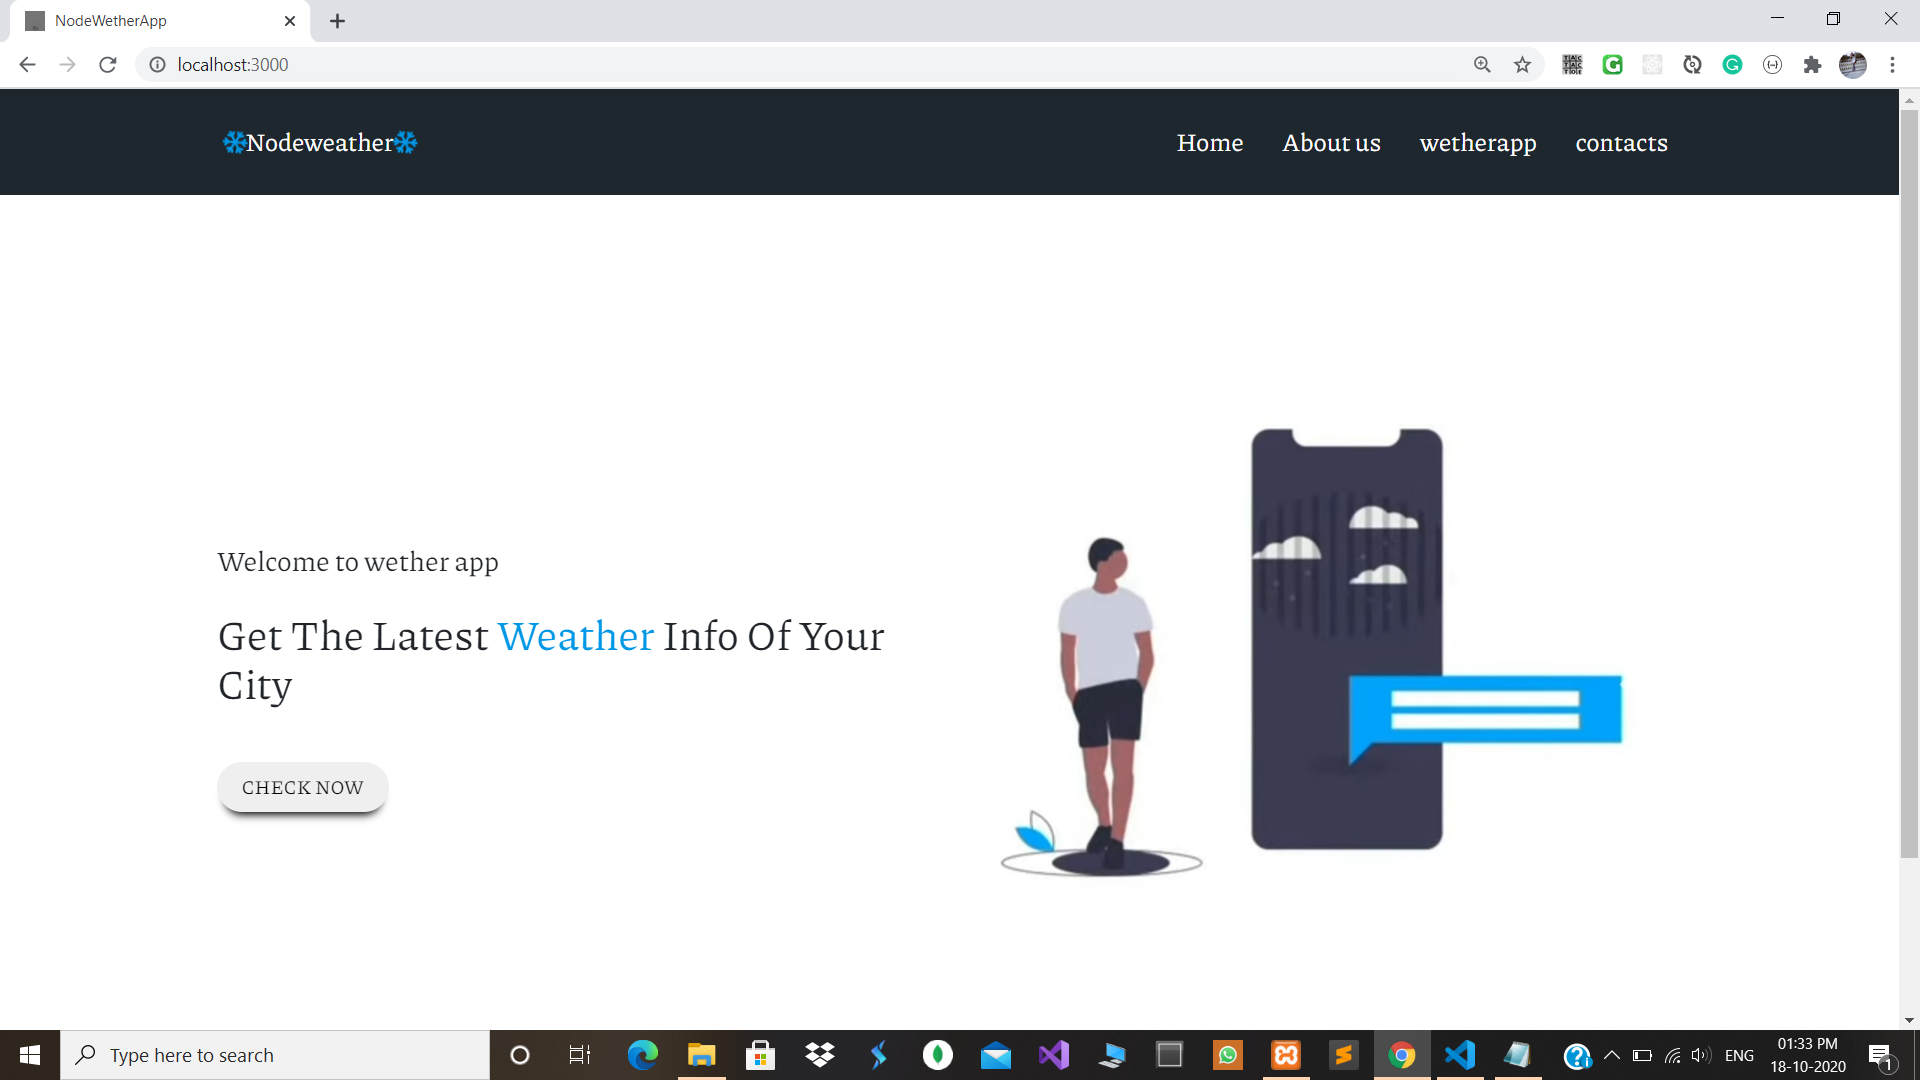 NodeWetherApp
localhost:3000
Nodeweather
Home About us wetherapp contacts
Welcome to wether app
Get The Latest Weather Info Of Your
City
CHECK NOW
Type here to search
ENG
01:33 PM
18-10-2020
1